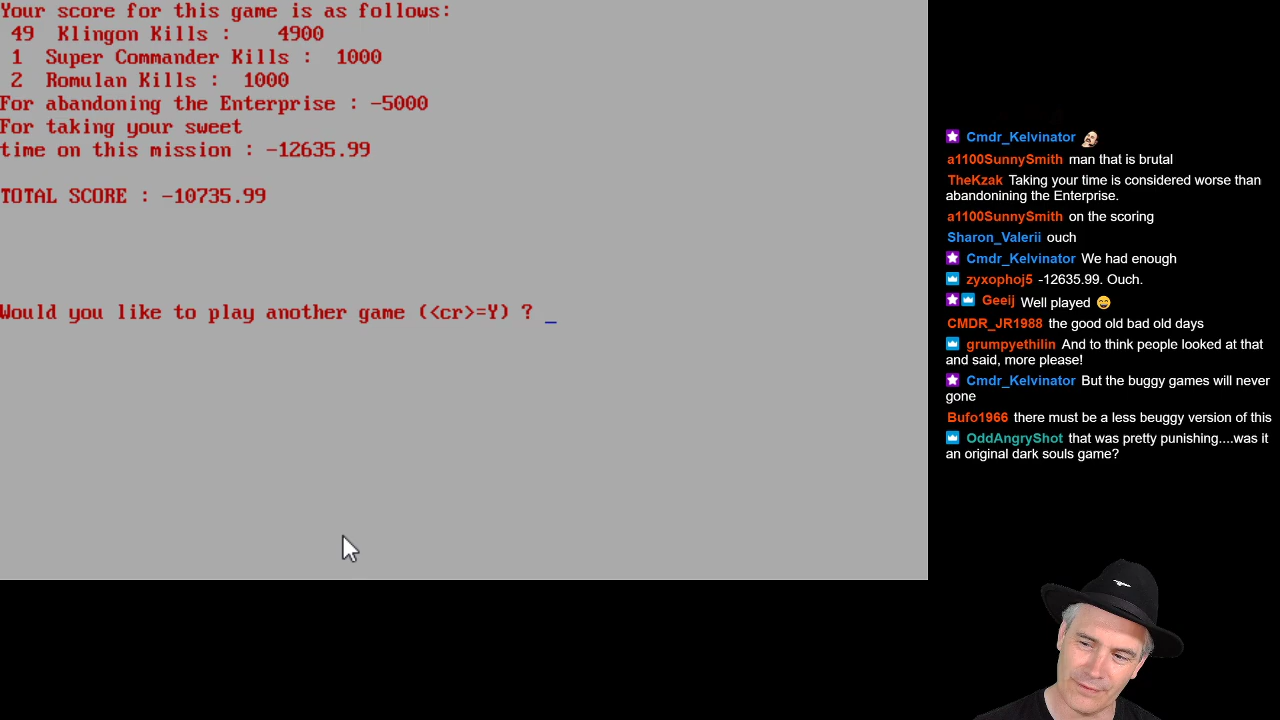 Your score for this game is as follows:
49 Klingon Kills : 4900
1 Super Commander Kills : 1000
2 Romulan Kills : 1000
For abandoning the Enterprise : -5000
For taking your sweet
time on this mission : -12635.99
TOTAL SCORE : -10735.99
Would you like to play another game (<cr>=Y) ? _
Cmdr_Kelvinator
a1100SunnySmith man that is brutal
TheKzak Taking your time is considered worse than
abandonining the Enterprise.
a1100SunnySmith on the scoring
Sharon_Valerii ouch
Cmdr_Kelvinator We had enough
zyxophoj5 -12635.99. Ouch.
Geeij Well played 😄
CMDR_JR1988 the good old bad old days
grumpyethilin And to think people looked at that
and said, more please!
Cmdr_Kelvinator But the buggy games will never
gone
Bufo1966 there must be a less beuggy version of this
OddAngryShot that was pretty punishing....was it
an original dark souls game?